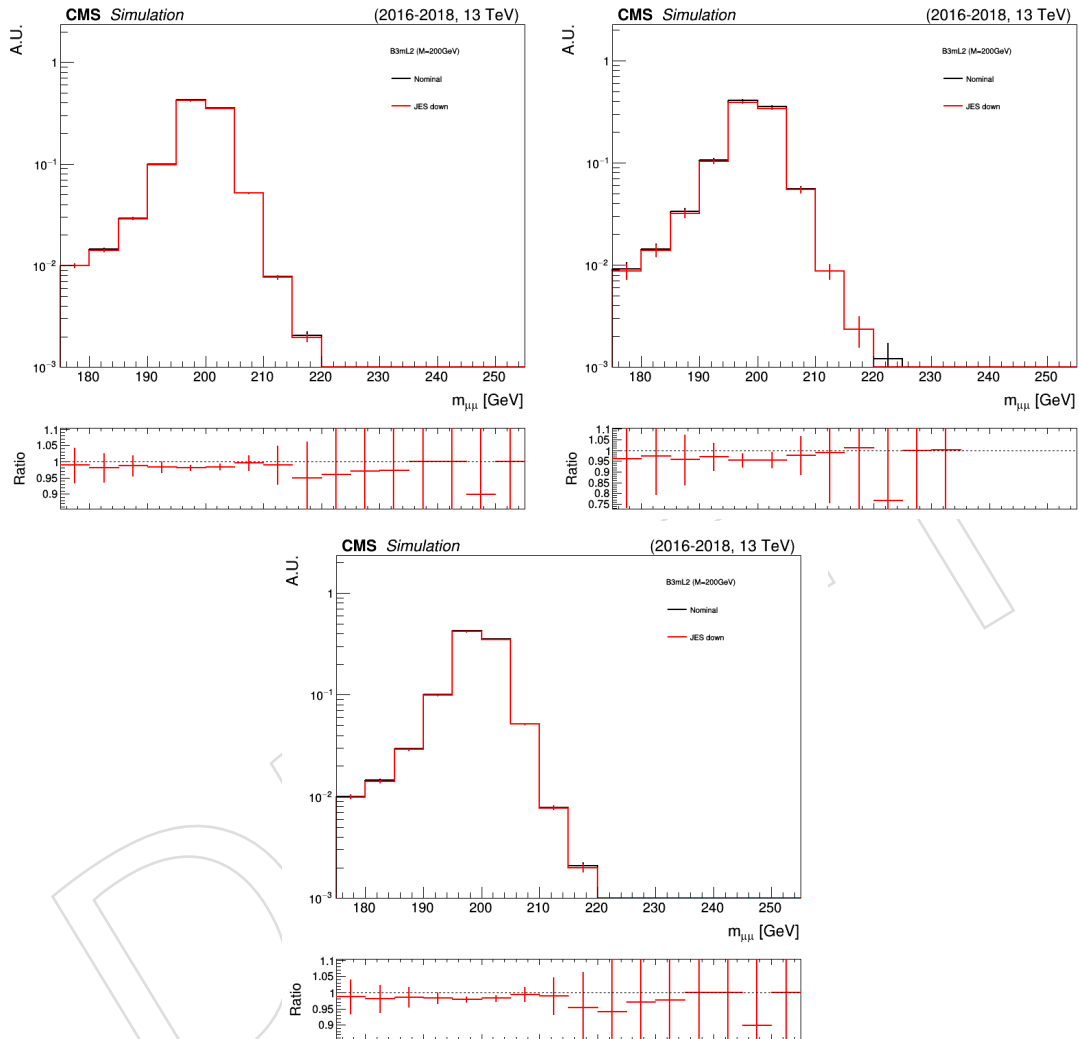 CMS Simulation (2016-2018, 13 TeV)
A.U.
B3mL2 (M=200GeV)
Nominal
JES down
1
10⁻¹
10⁻²
10⁻³
180 190 200 210 220 230 240 250
m_μμ [GeV]
Ratio
1.1
1.05
1
0.95
0.9
CMS Simulation (2016-2018, 13 TeV)
A.U.
B3mL2 (M=200GeV)
Nominal
JES down
1
10⁻¹
10⁻²
10⁻³
180 190 200 210 220 230 240 250
m_μμ [GeV]
Ratio
1.1
1.05
1
0.95
0.9
0.85
0.8
0.75
CMS Simulation (2016-2018, 13 TeV)
A.U.
B3mL2 (M=200GeV)
Nominal
JES down
1
10⁻¹
10⁻²
10⁻³
180 190 200 210 220 230 240 250
m_μμ [GeV]
Ratio
1.1
1.05
1
0.95
0.9